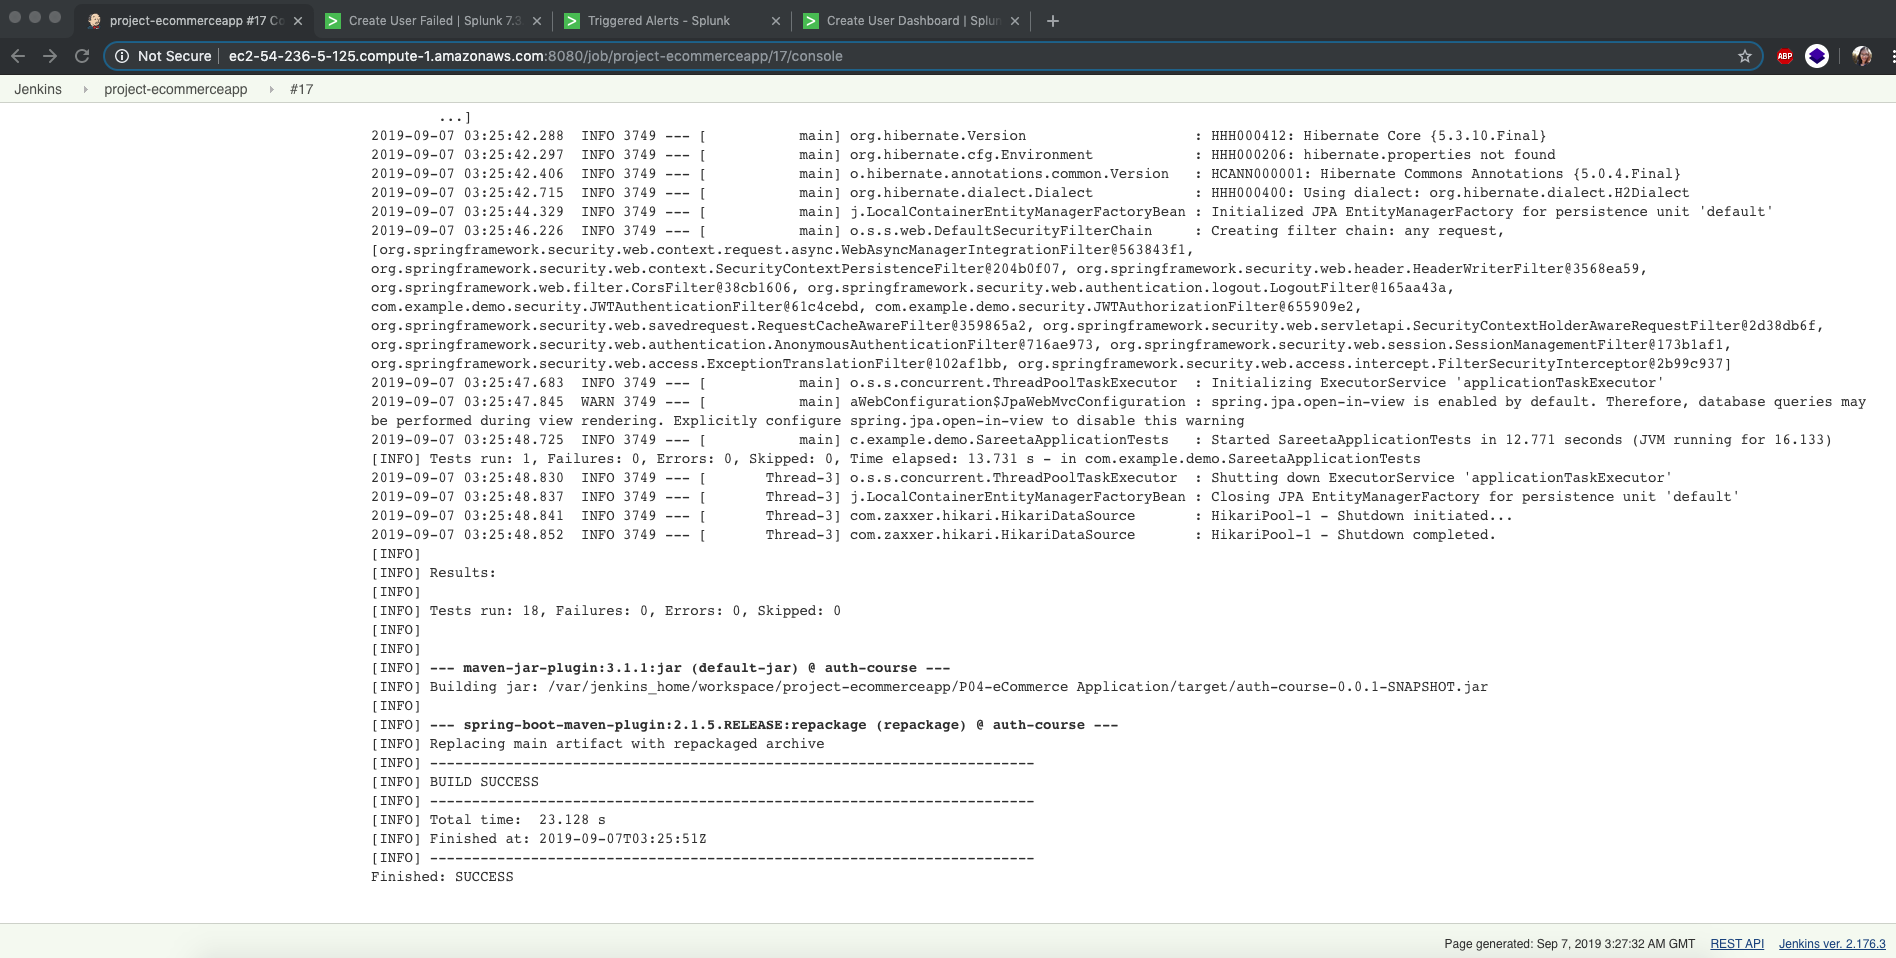 project-ecommerceapp #17 Co
Create User Failed | Splunk 7.3
Triggered Alerts - Splunk
Create User Dashboard | Splun
Not Secure | ec2-54-236-5-125.compute-1.amazonaws.com:8080/job/project-ecommerceapp/17/console
ABP
Jenkins project-ecommerceapp #17
...]
2019-09-07 03:25:42.288  INFO 3749 --- [           main] org.hibernate.Version                    : HHH000412: Hibernate Core {5.3.10.Final}
2019-09-07 03:25:42.297  INFO 3749 --- [           main] org.hibernate.cfg.Environment            : HHH000206: hibernate.properties not found
2019-09-07 03:25:42.406  INFO 3749 --- [           main] o.hibernate.annotations.common.Version   : HCANN000001: Hibernate Commons Annotations {5.0.4.Final}
2019-09-07 03:25:42.715  INFO 3749 --- [           main] org.hibernate.dialect.Dialect            : HHH000400: Using dialect: org.hibernate.dialect.H2Dialect
2019-09-07 03:25:44.329  INFO 3749 --- [           main] j.LocalContainerEntityManagerFactoryBean : Initialized JPA EntityManagerFactory for persistence unit 'default'
2019-09-07 03:25:46.226  INFO 3749 --- [           main] o.s.s.web.DefaultSecurityFilterChain     : Creating filter chain: any request,
[org.springframework.security.web.context.request.async.WebAsyncManagerIntegrationFilter@563843f1,
org.springframework.security.web.context.SecurityContextPersistenceFilter@204b0f07, org.springframework.security.web.header.HeaderWriterFilter@3568ea59,
org.springframework.web.filter.CorsFilter@38cb1606, org.springframework.security.web.authentication.logout.LogoutFilter@165aa43a,
com.example.demo.security.JWTAuthenticationFilter@61c4cebd, com.example.demo.security.JWTAuthorizationFilter@655909e2,
org.springframework.security.web.savedrequest.RequestCacheAwareFilter@359865a2, org.springframework.security.web.servletapi.SecurityContextHolderAwareRequestFilter@2d38db6f,
org.springframework.security.web.authentication.AnonymousAuthenticationFilter@716ae973, org.springframework.security.web.session.SessionManagementFilter@173b1af1,
org.springframework.security.web.access.ExceptionTranslationFilter@102af1bb, org.springframework.security.web.access.intercept.FilterSecurityInterceptor@2b99c937]
2019-09-07 03:25:47.683  INFO 3749 --- [           main] o.s.s.concurrent.ThreadPoolTaskExecutor  : Initializing ExecutorService 'applicationTaskExecutor'
2019-09-07 03:25:47.845  WARN 3749 --- [           main] aWebConfiguration$JpaWebMvcConfiguration : spring.jpa.open-in-view is enabled by default. Therefore, database queries may
be performed during view rendering. Explicitly configure spring.jpa.open-in-view to disable this warning
2019-09-07 03:25:48.725  INFO 3749 --- [           main] c.example.demo.SareetaApplicationTests   : Started SareetaApplicationTests in 12.771 seconds (JVM running for 16.133)
[INFO] Tests run: 1, Failures: 0, Errors: 0, Skipped: 0, Time elapsed: 13.731 s - in com.example.demo.SareetaApplicationTests
2019-09-07 03:25:48.830  INFO 3749 --- [       Thread-3] o.s.s.concurrent.ThreadPoolTaskExecutor  : Shutting down ExecutorService 'applicationTaskExecutor'
2019-09-07 03:25:48.837  INFO 3749 --- [       Thread-3] j.LocalContainerEntityManagerFactoryBean : Closing JPA EntityManagerFactory for persistence unit 'default'
2019-09-07 03:25:48.841  INFO 3749 --- [       Thread-3] com.zaxxer.hikari.HikariDataSource       : HikariPool-1 - Shutdown initiated...
2019-09-07 03:25:48.852  INFO 3749 --- [       Thread-3] com.zaxxer.hikari.HikariDataSource       : HikariPool-1 - Shutdown completed.
[INFO]
[INFO] Results:
[INFO]
[INFO] Tests run: 18, Failures: 0, Errors: 0, Skipped: 0
[INFO]
[INFO]
[INFO] --- maven-jar-plugin:3.1.1:jar (default-jar) @ auth-course ---
[INFO] Building jar: /var/jenkins_home/workspace/project-ecommerceapp/P04-eCommerce Application/target/auth-course-0.0.1-SNAPSHOT.jar
[INFO]
[INFO] --- spring-boot-maven-plugin:2.1.5.RELEASE:repackage (repackage) @ auth-course ---
[INFO] Replacing main artifact with repackaged archive
[INFO] ------------------------------------------------------------------------
[INFO] BUILD SUCCESS
[INFO] ------------------------------------------------------------------------
[INFO] Total time:  23.128 s
[INFO] Finished at: 2019-09-07T03:25:51Z
[INFO] ------------------------------------------------------------------------
Finished: SUCCESS
Page generated: Sep 7, 2019 3:27:32 AM GMT REST API Jenkins ver. 2.176.3